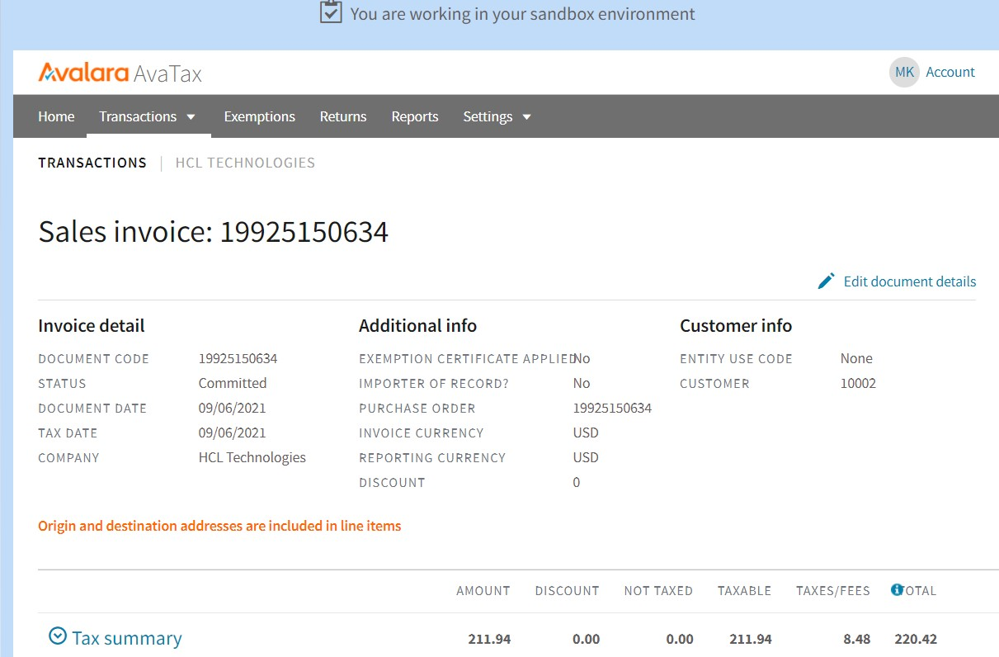 You are working in your sandbox environment
Avalara AvaTax
MK Account
Home Transactions Exemptions Returns Reports Settings
TRANSACTIONS | HCL TECHNOLOGIES
Sales invoice: 19925150634
Edit document details
Invoice detail
DOCUMENT CODE 19925150634
STATUS Committed
DOCUMENT DATE 09/06/2021
TAX DATE 09/06/2021
COMPANY HCL Technologies
Additional info
EXEMPTION CERTIFICATE APPLIED No
IMPORTER OF RECORD? No
PURCHASE ORDER 19925150634
INVOICE CURRENCY USD
REPORTING CURRENCY USD
DISCOUNT 0
Customer info
ENTITY USE CODE None
CUSTOMER 10002
Origin and destination addresses are included in line items
AMOUNT DISCOUNT NOT TAXED TAXABLE TAXES/FEES TOTAL
Tax summary 211.94 0.00 0.00 211.94 8.48 220.42